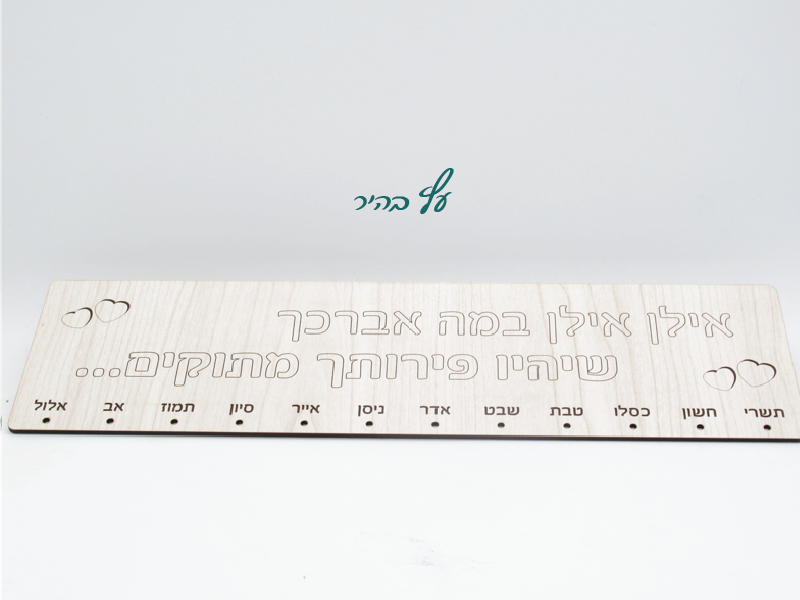 עץ בהיר
אילן אילן במה אברכך
שיהיו פירותך מתוקים...
תשרי חשון כסלו טבת שבט אדר ניסן אייר סיון תמוז אב אלול